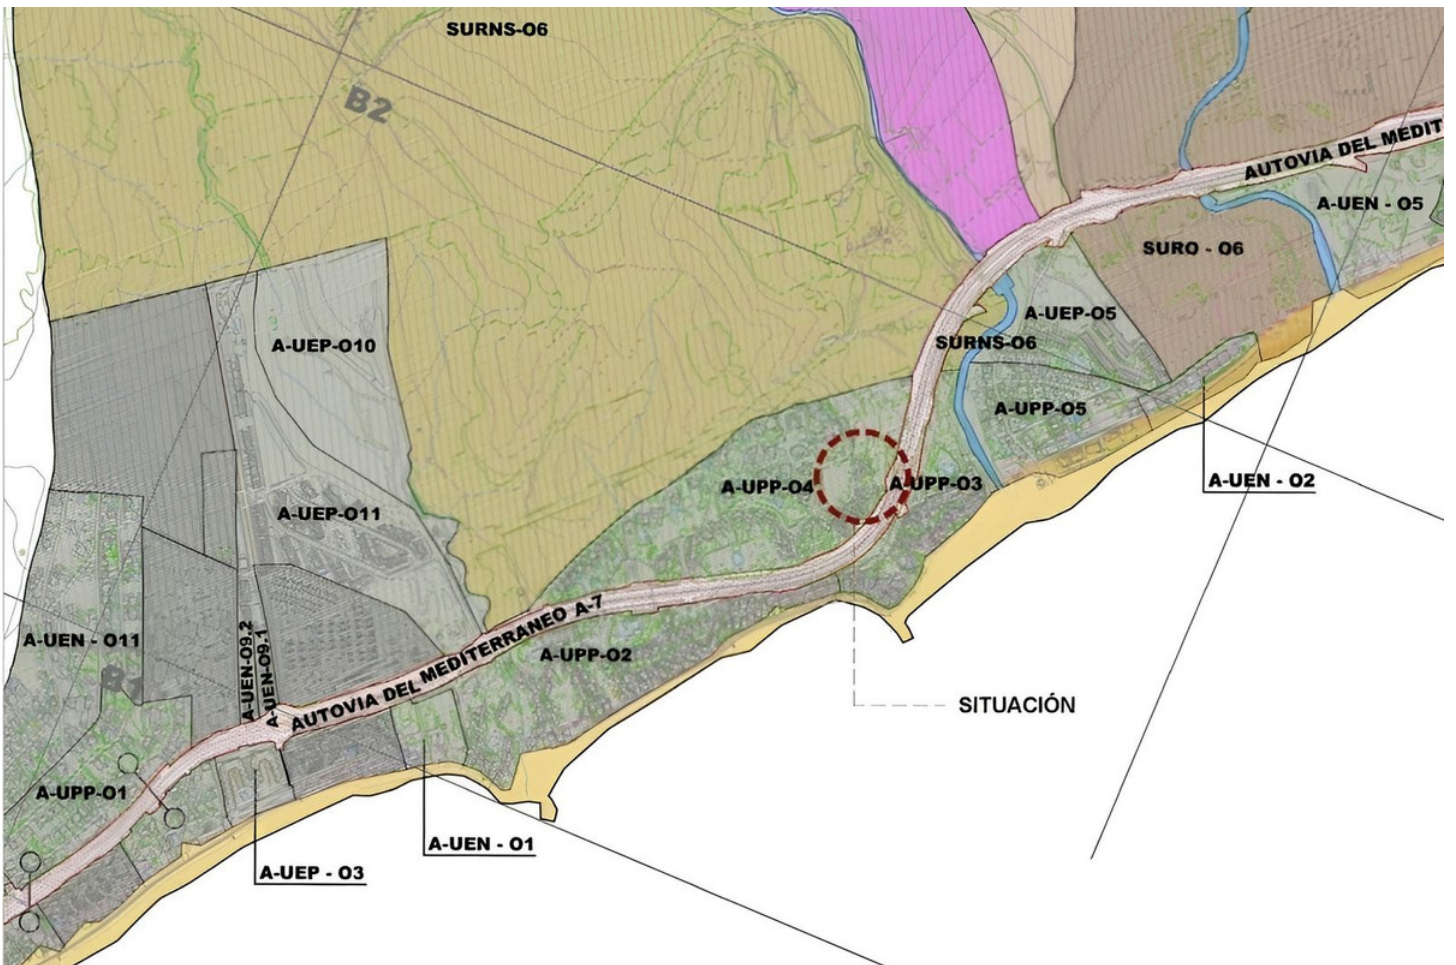 SURNS-O6
B2
AUTOVIA DEL MEDIT
A-UEN - O5
SURO - O6
A-UEP-O5
SURNS-O6
A-UEP-O10
A-UPP-O5
A-UPP-O4
A-UPP-O3
A-UEN - O2
A-UEP-O11
AUTOVIA DEL MEDITERRANEO A-7
A-UEN - O11
A-UPP-O2
A-UEN-O9.2
A-UEN-O9.1
B1
SITUACIÓN
A-UPP-O1
A-UEN - O1
A-UEP - O3